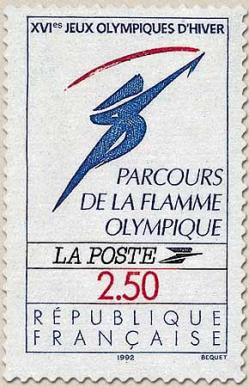 XVIes JEUX OLYMPIQUES D'HIVER
PARCOURS
DE LA FLAMME
OLYMPIQUE
LA POSTE
2.50
RÉPUBLIQUE
FRANÇAISE
1992 BEQUET